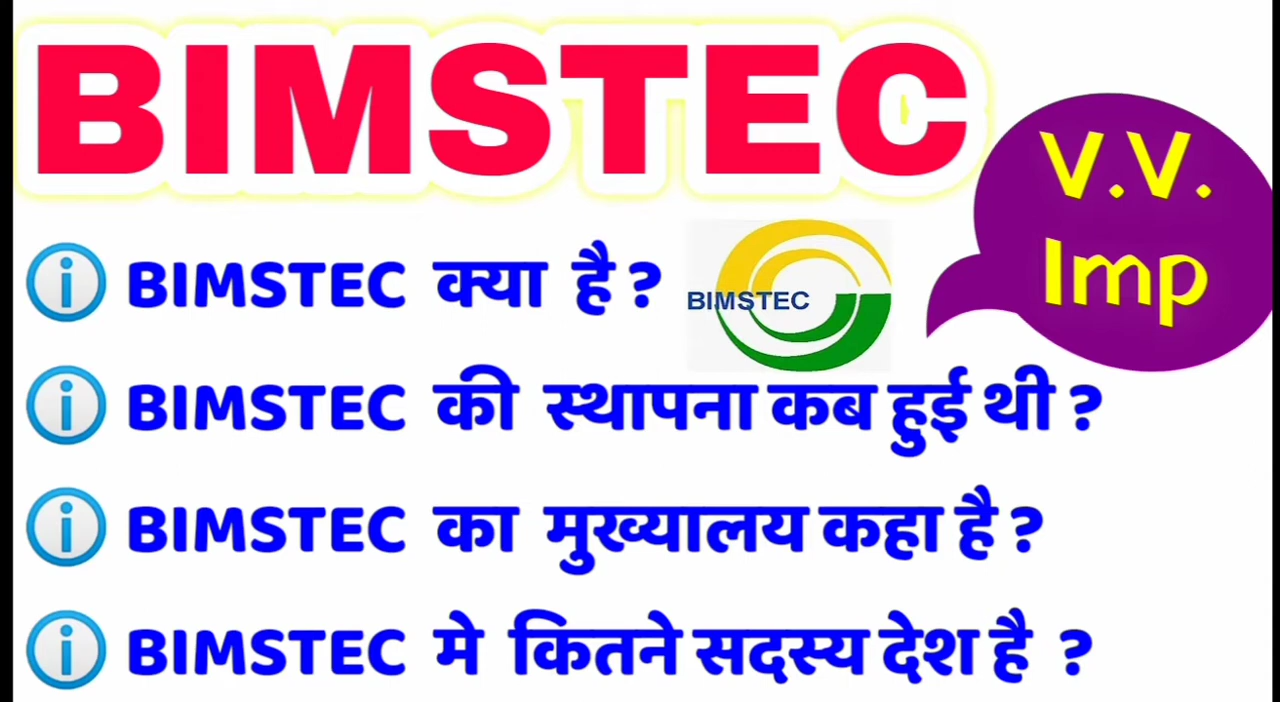 BIMSTEC
V.V.
Imp
BIMSTEC क्या है ?
BIMSTEC
BIMSTEC की स्थापना कब हुई थी ?
BIMSTEC का मुख्यालय कहा है ?
BIMSTEC मे कितने सदस्य देश है ?